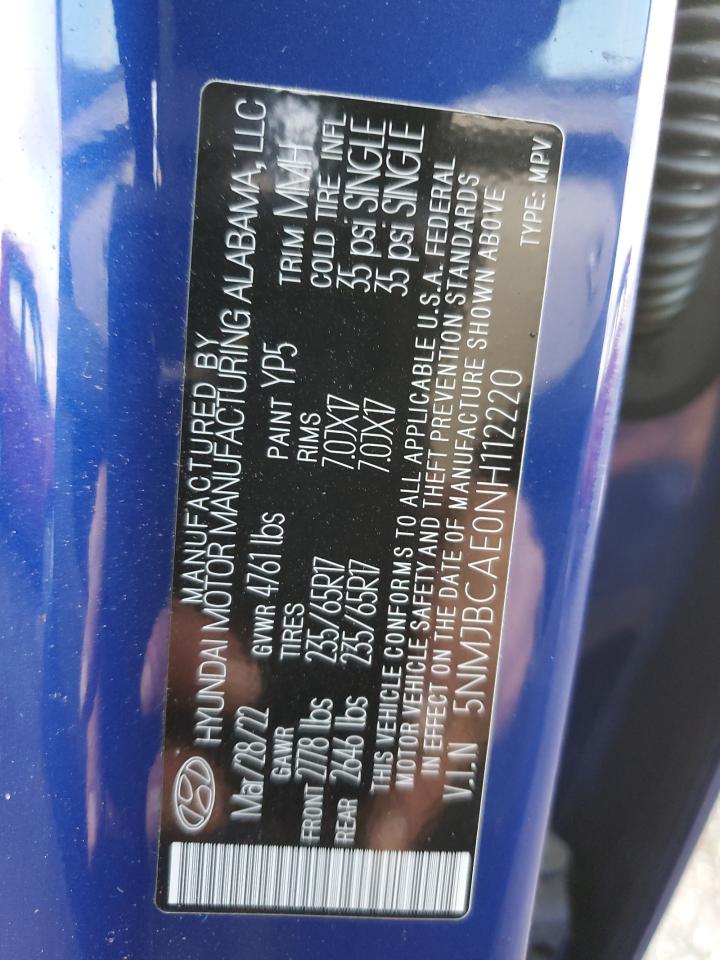 MANUFACTURED BY
HYUNDAI MOTOR MANUFACTURING ALABAMA, LLC
Mar/28/22 GVWR 4761 lbs PAINT YP5 TRIM MMH
GAWR TIRES RIMS COLD TIRE INFL
FRONT 2778 lbs 235/65R17 7.0JX17 35 psi SINGLE
REAR 2646 lbs 235/65R17 7.0JX17 35 psi SINGLE
THIS VEHICLE CONFORMS TO ALL APPLICABLE U.S.A. FEDERAL
MOTOR VEHICLE SAFETY AND THEFT PREVENTION STANDARDS
IN EFFECT ON THE DATE OF MANUFACTURE SHOWN ABOVE
V.I.N 5NMJBCAE0NH112220 TYPE: MPV